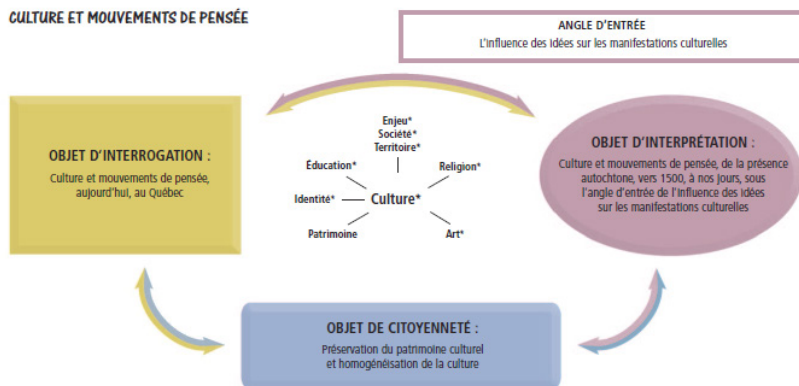 CULTURE ET MOUVEMENTS DE PENSÉE
ANGLE D'ENTRÉE
L'influence des idées sur les manifestations culturelles
OBJET D'INTERROGATION :
Culture et mouvements de pensée,
aujourd'hui, au Québec
Enjeu*
Société*
Territoire*
Éducation*
Religion*
Identité*
Culture*
Patrimoine
Art*
OBJET D'INTERPRÉTATION :
Culture et mouvements de pensée, de la présence
autochtone, vers 1500, à nos jours, sous
l'angle d'entrée de l'influence des idées
sur les manifestations culturelles
OBJET DE CITOYENNETÉ :
Préservation du patrimoine culturel
et homogénéisation de la culture